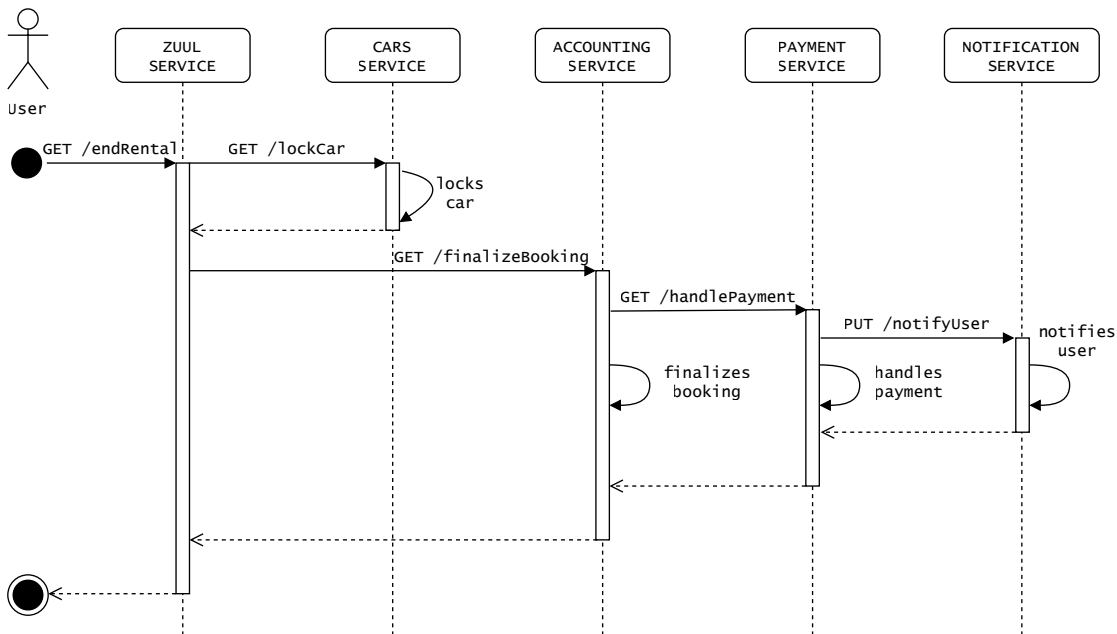 User
ZUUL
SERVICE
CARS
SERVICE
ACCOUNTING
SERVICE
PAYMENT
SERVICE
NOTIFICATION
SERVICE
GET /endRental
GET /lockCar
locks
car
GET /finalizeBooking
GET /handlePayment
PUT /notifyUser
notifies
user
finalizes
booking
handles
payment